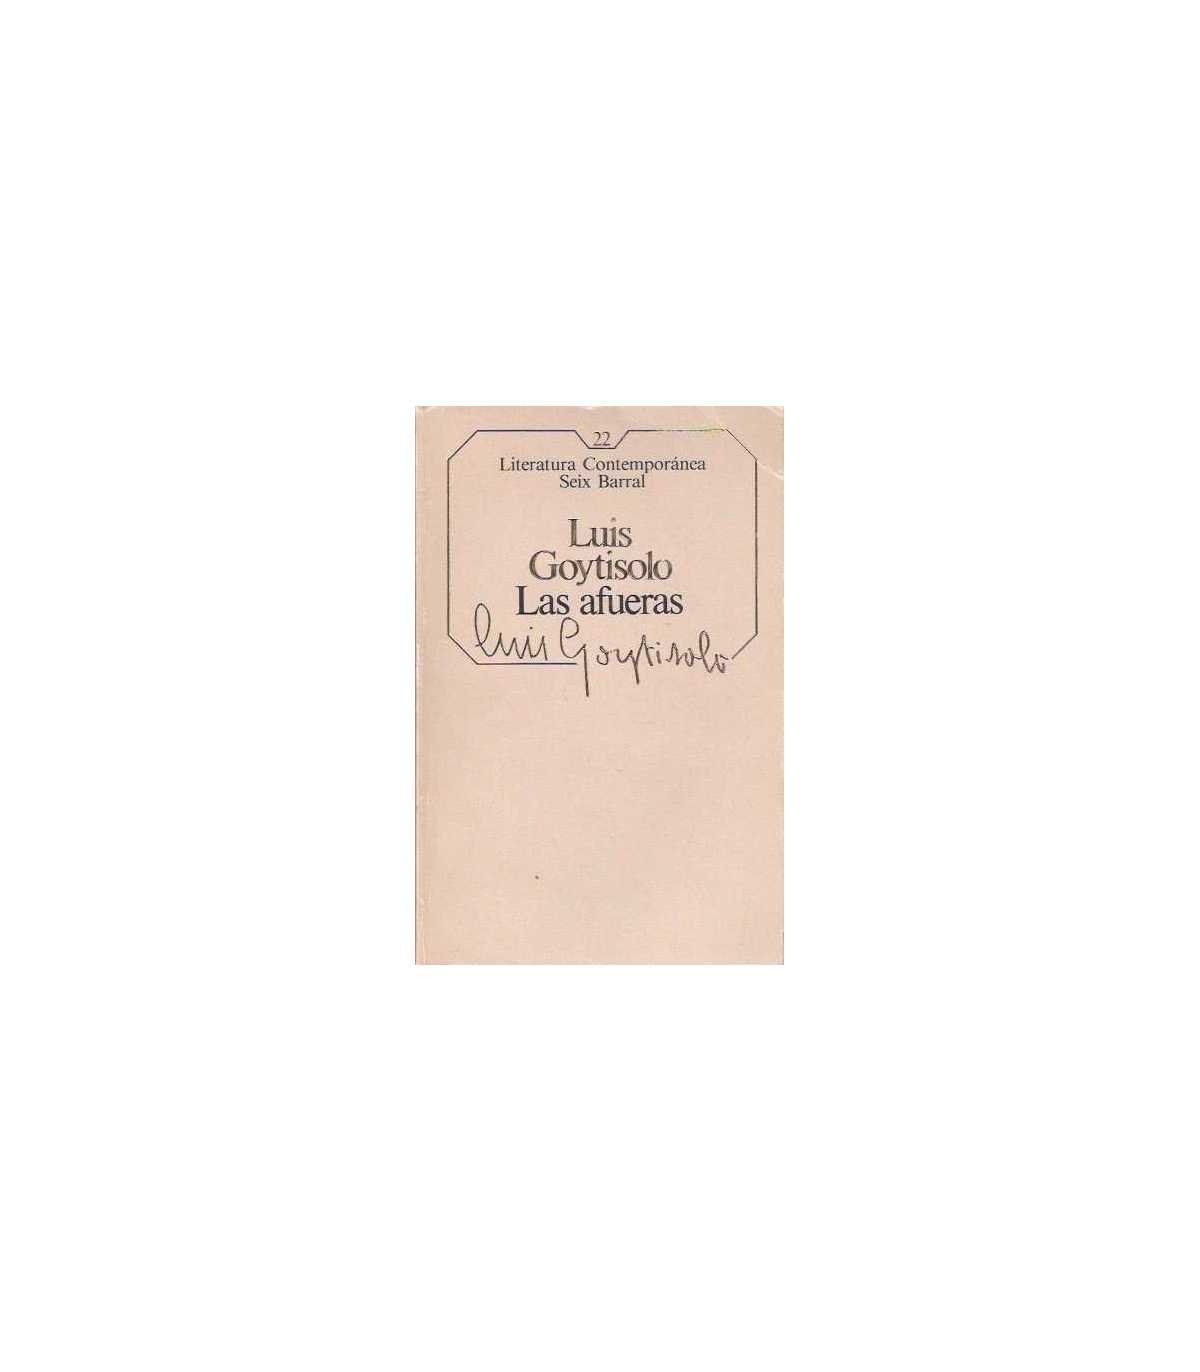 22
Literatura Contemporánea
Seix Barral
Luis
Goytisolo
Las afueras
Luis Goytisolo